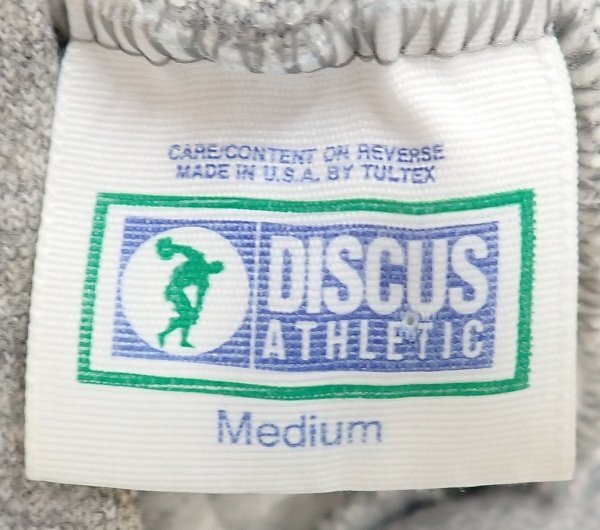 CARE/CONTENT ON REVERSE
MADE IN U.S.A. BY TULTEX
DISCUS
ATHLETIC
Medium